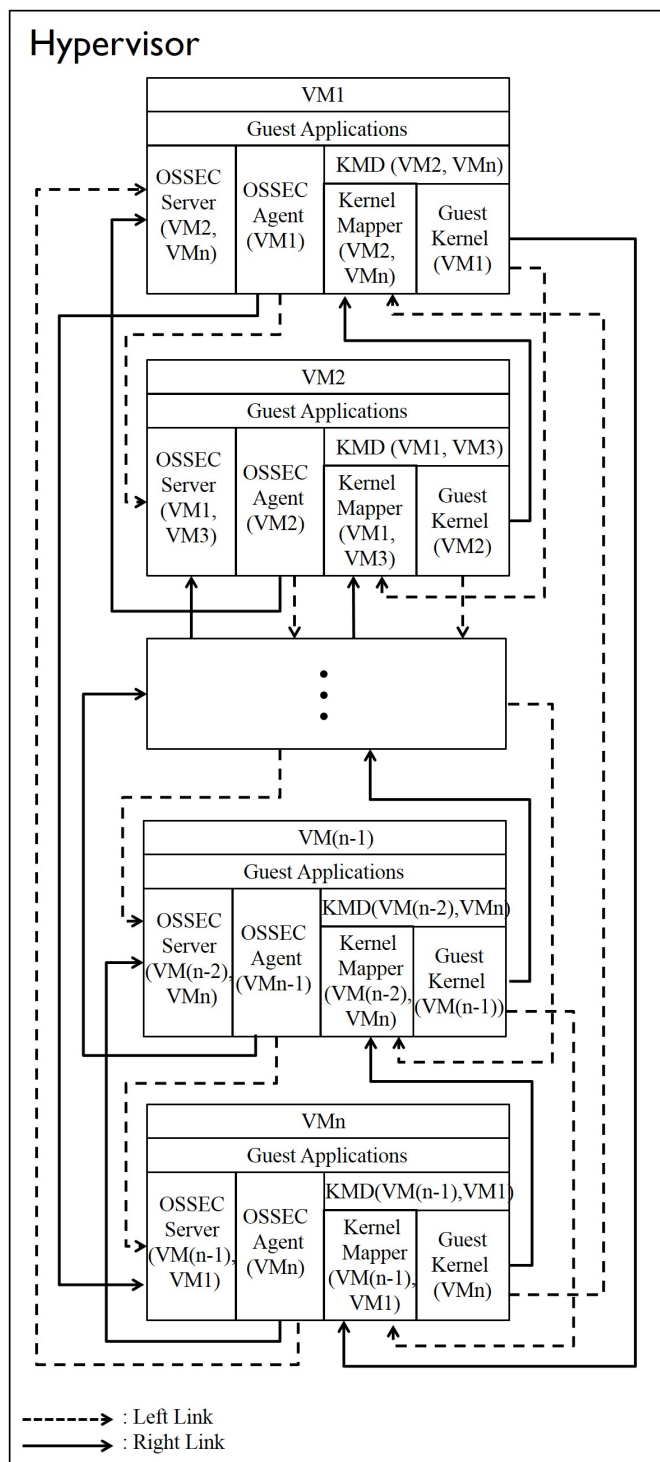 Hypervisor
VM1
Guest Applications
OSSEC
Server
(VM2,
VMn)
OSSEC
Agent
(VM1)
KMD (VM2, VMn)
Kernel
Mapper
(VM2,
VMn)
Guest
Kernel
(VM1)
VM2
Guest Applications
OSSEC
Server
(VM1,
VM3)
OSSEC
Agent
(VM2)
KMD (VM1, VM3)
Kernel
Mapper
(VM1,
VM3)
Guest
Kernel
(VM2)
VM(n-1)
Guest Applications
OSSEC
Server
(VM(n-2),
VMn)
OSSEC
Agent
(VMn-1)
KMD(VM(n-2),VMn)
Kernel
Mapper
(VM(n-2),
VMn)
Guest
Kernel
(VM(n-1))
VMn
Guest Applications
OSSEC
Server
(VM(n-1),
VM1)
OSSEC
Agent
(VMn)
KMD(VM(n-1),VM1)
Kernel
Mapper
(VM(n-1),
VM1)
Guest
Kernel
(VMn)
: Left Link
: Right Link